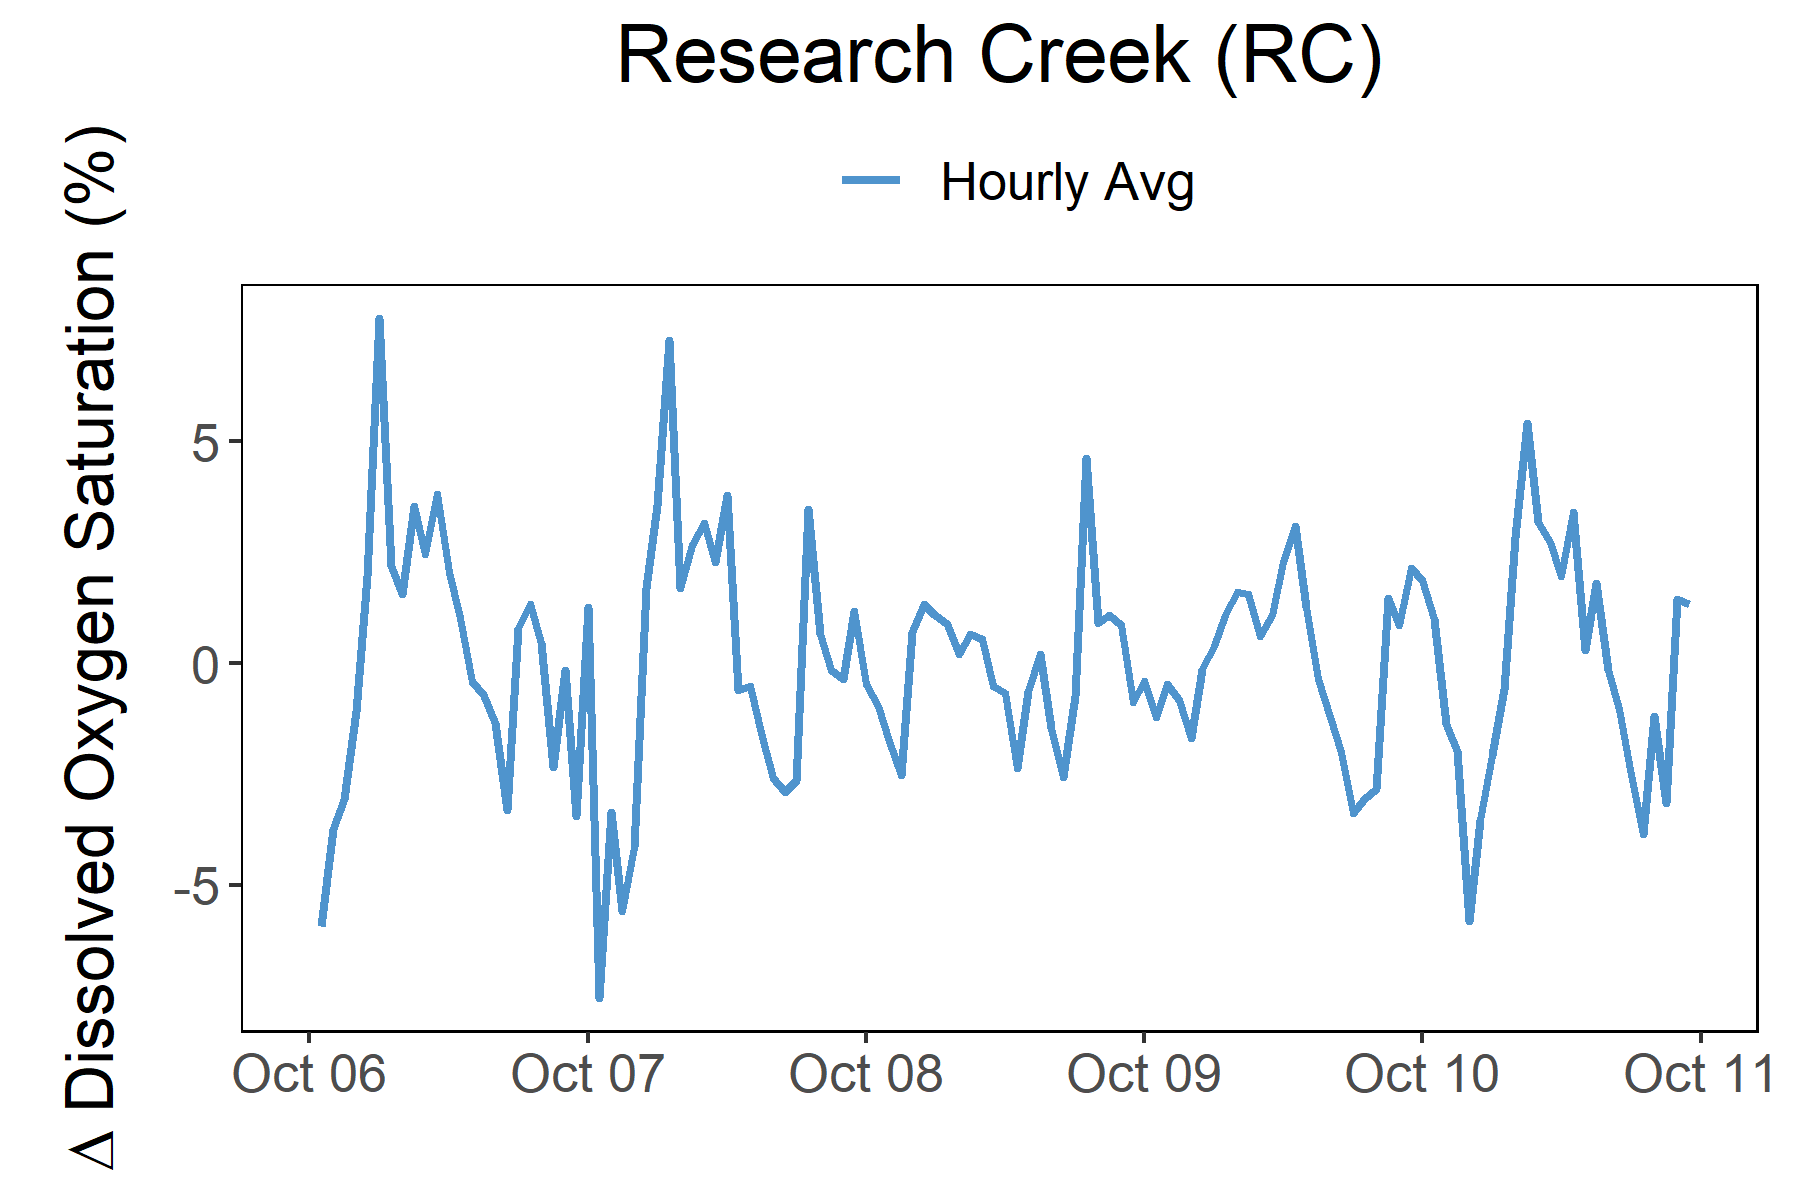 Research Creek (RC)
Hourly Avg
Δ Dissolved Oxygen Saturation (%)
5
0
-5
Oct 06
Oct 07
Oct 08
Oct 09
Oct 10
Oct 11